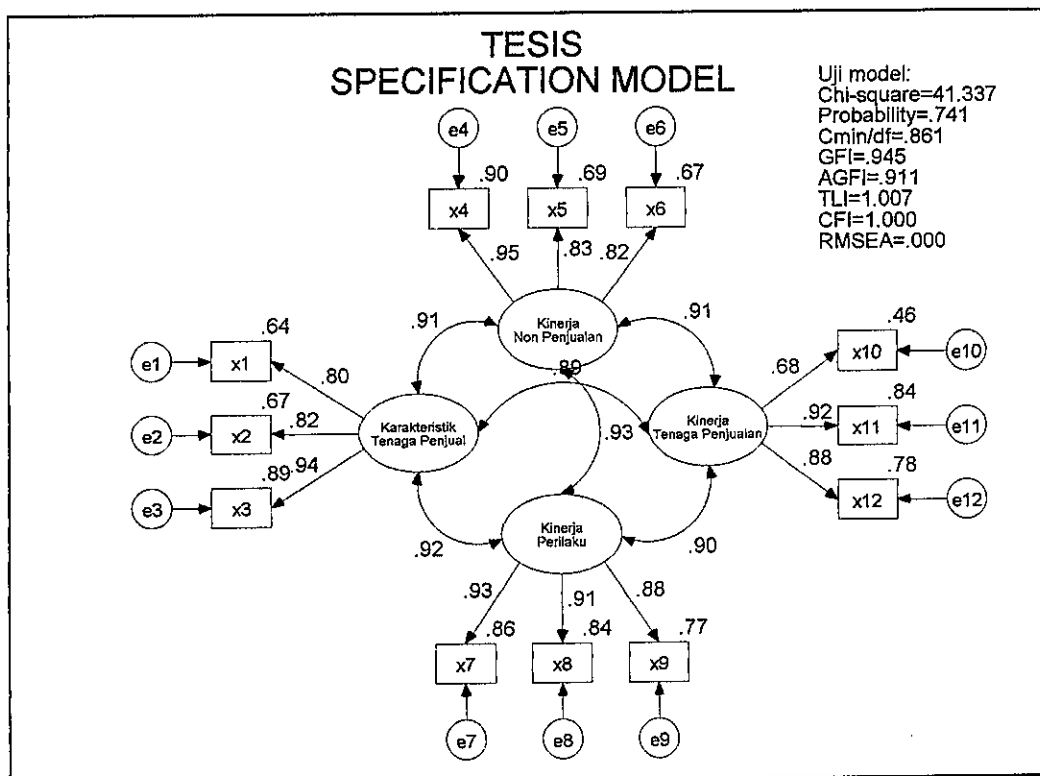 TESIS
SPECIFICATION MODEL
Uji model:
Chi-square=41.337
Probability=.741
Cmin/df=.861
GFI=.945
AGFI=.911
TLI=1.007
CFI=1.000
RMSEA=.000
e4 e5 e6
.90 .69 .67
x4 x5 x6
.95 .83 .82
Kinerja
Non Penjualan
.91 .91
.64 .46
e1 x1 x10 e10
.80 .89 .68
.67 .84
e2 x2 .82 .92 x11 e11
Karakteristik
Tenaga Penjual
Kinerja
Tenaga Penjualan
.93
.89 .94 .88 .78
e3 x3 x12 e12
Kinerja
Perilaku
.92 .90
.93 .91 .88
.86 .84 .77
x7 x8 x9
e7 e8 e9